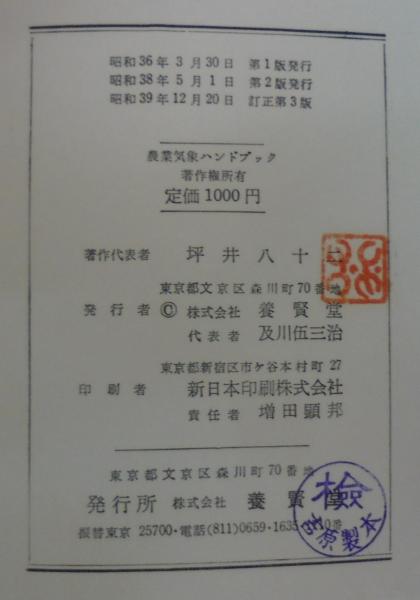 昭和36年 3月30日 第1版発行
昭和38年 5月 1日 第2版発行
昭和39年12月20日 訂正第3版
農業気象ハンドブック
著作権所有
定価1000円
著作代表者 坪井八十二
東京都文京区森川町70番地
発行者 © 株式会社 養賢堂
代表者 及川伍三治
東京都新宿区市ケ谷本村町27
印刷者 新日本印刷株式会社
責任者 増田顕邦
東京都文京区森川町70番地
発行所 株式会社 養賢堂
振替東京 25700・電話(811)0659・1635
検
原製本